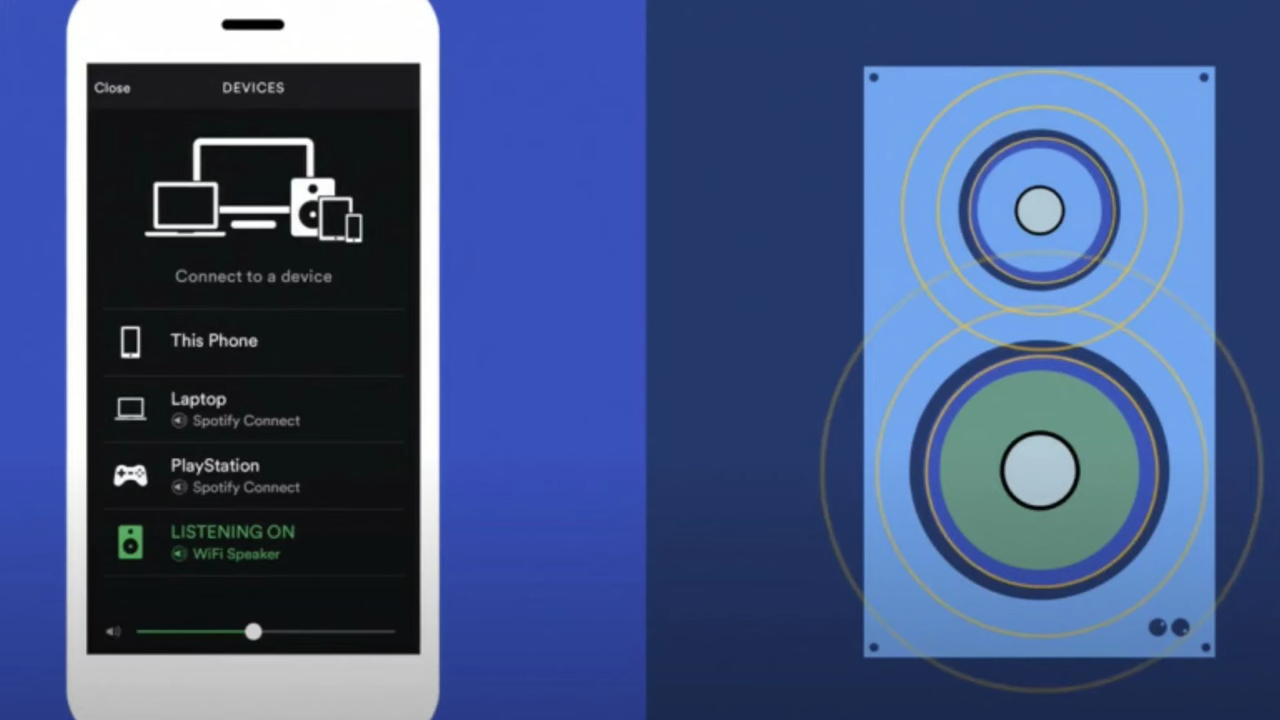 Close
DEVICES
Connect to a device
This Phone
Laptop
Spotify Connect
PlayStation
Spotify Connect
LISTENING ON
WiFi Speaker